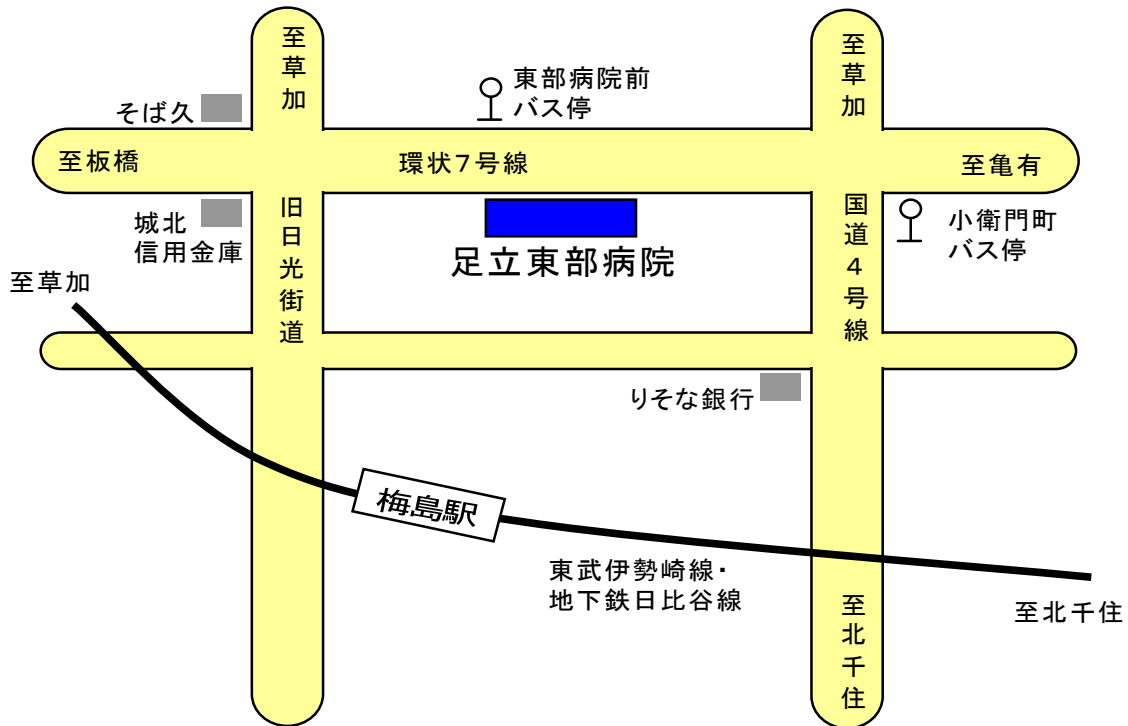 至草加
至草加
東部病院前
バス停
そば久
至板橋
環状7号線
至亀有
旧日光街道
国道4号線
城北
信用金庫
小衛門町
バス停
足立東部病院
至草加
りそな銀行
梅島駅
東武伊勢崎線・
地下鉄日比谷線
至北千住
至北千住